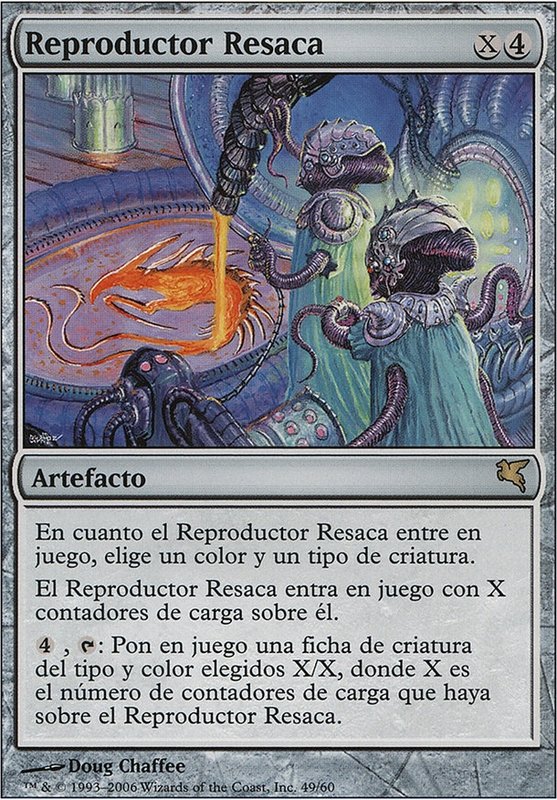 Reproductor Resaca X 4
Artefacto
En cuanto el Reproductor Resaca entre en
juego, elige un color y un tipo de criatura.
El Reproductor Resaca entra en juego con X
contadores de carga sobre él.
4 , : Pon en juego una ficha de criatura
del tipo y color elegidos X/X, donde X es
el número de contadores de carga que haya
sobre el Reproductor Resaca.
Doug Chaffee
™ & © 1993–2006 Wizards of the Coast, Inc. 49/60